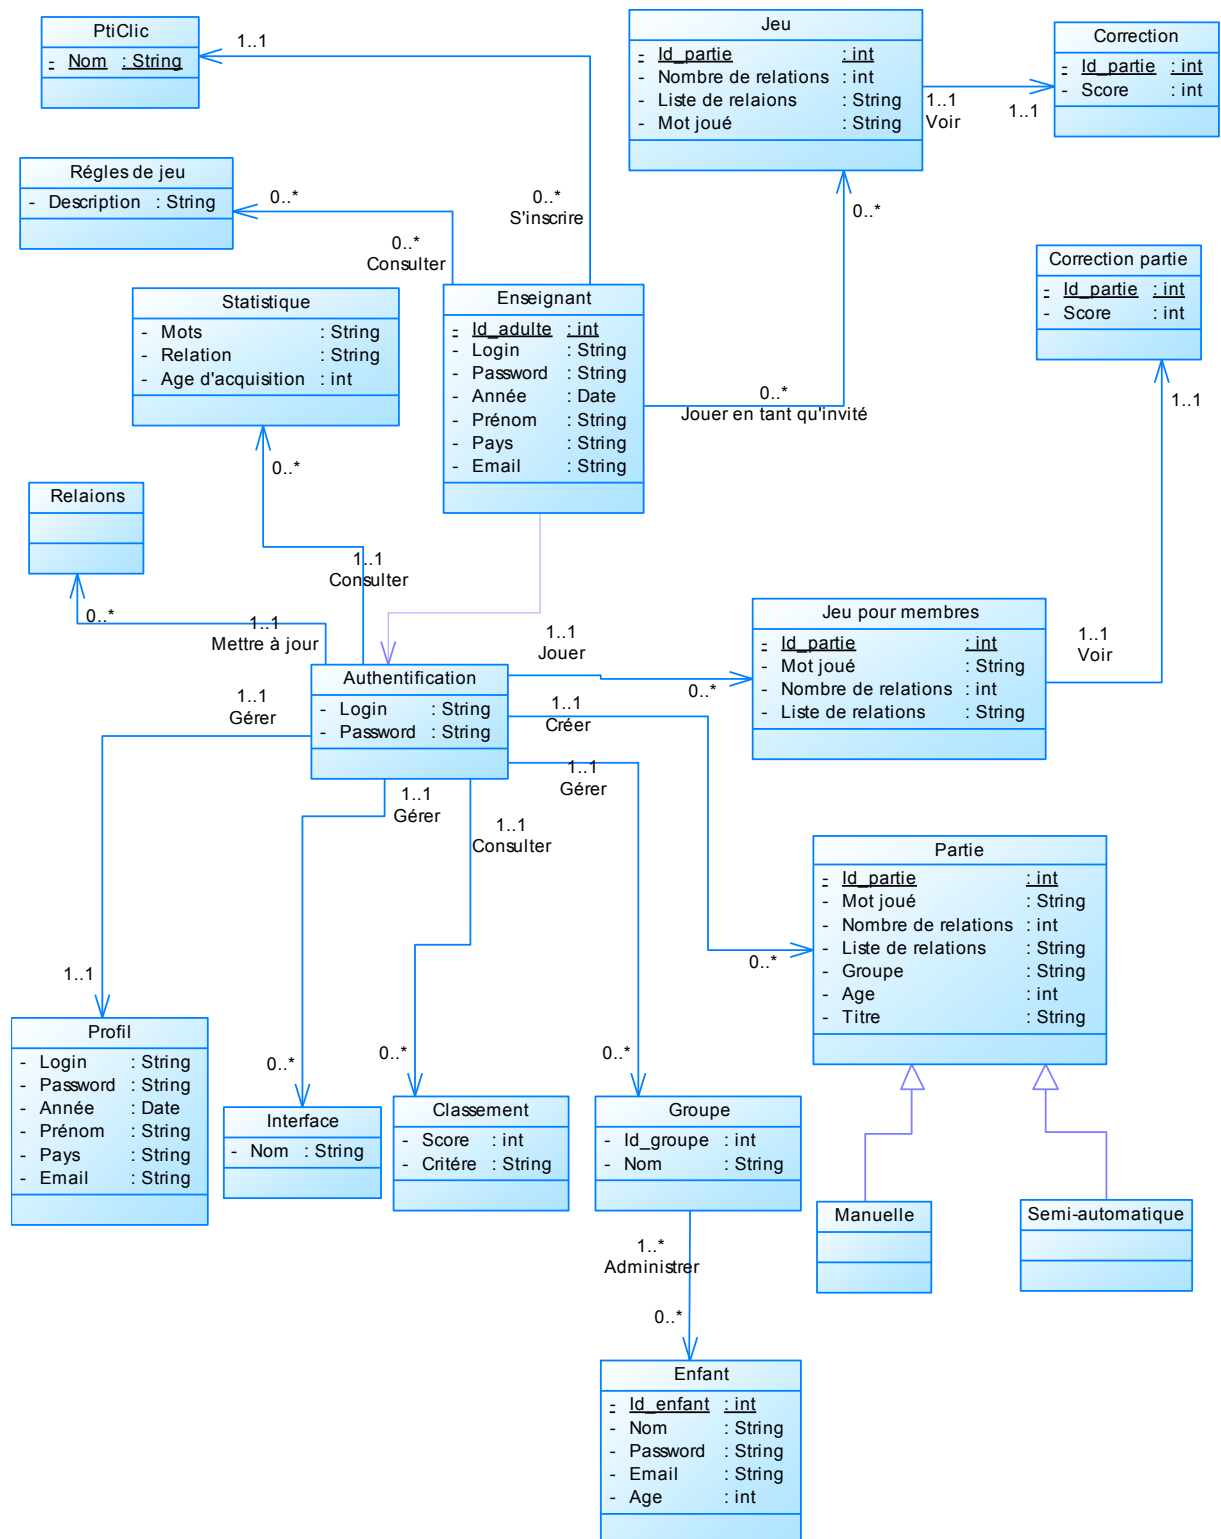 PtiClic
- Nom : String
1..1
Jeu
- Id_partie : int
- Nombre de relations : int
- Liste de relaions : String
- Mot joué : String
1..1
Voir
1..1
Correction
- Id_partie : int
- Score : int
Régles de jeu
- Description : String
0..*
0..*
Consulter
0..*
S'inscrire
0..*
Correction partie
- Id_partie : int
- Score : int
1..1
Statistique
- Mots : String
- Relation : String
- Age d'acquisition : int
0..*
Enseignant
- Id_adulte : int
- Login : String
- Password : String
- Année : Date
- Prénom : String
- Pays : String
- Email : String
0..*
Jouer en tant qu'invité
Relaions
0..*
1..1
Mettre à jour
1..1
Consulter
1..1
Jouer
0..*
Jeu pour membres
- Id_partie : int
- Mot joué : String
- Nombre de relations : int
- Liste de relations : String
1..1
Voir
Authentification
- Login : String
- Password : String
1..1
Gérer
1..1
Créer
1..1
Gérer
1..1
Gérer
1..1
Consulter
Partie
- Id_partie : int
- Mot joué : String
- Nombre de relations : int
- Liste de relations : String
- Groupe : String
- Age : int
- Titre : String
0..*
1..1
Profil
- Login : String
- Password : String
- Année : Date
- Prénom : String
- Pays : String
- Email : String
0..*
Interface
- Nom : String
0..*
Classement
- Score : int
- Critére : String
0..*
Groupe
- Id_groupe : int
- Nom : String
Manuelle
Semi-automatique
1..*
Administrer
0..*
Enfant
- Id_enfant : int
- Nom : String
- Password : String
- Email : String
- Age : int